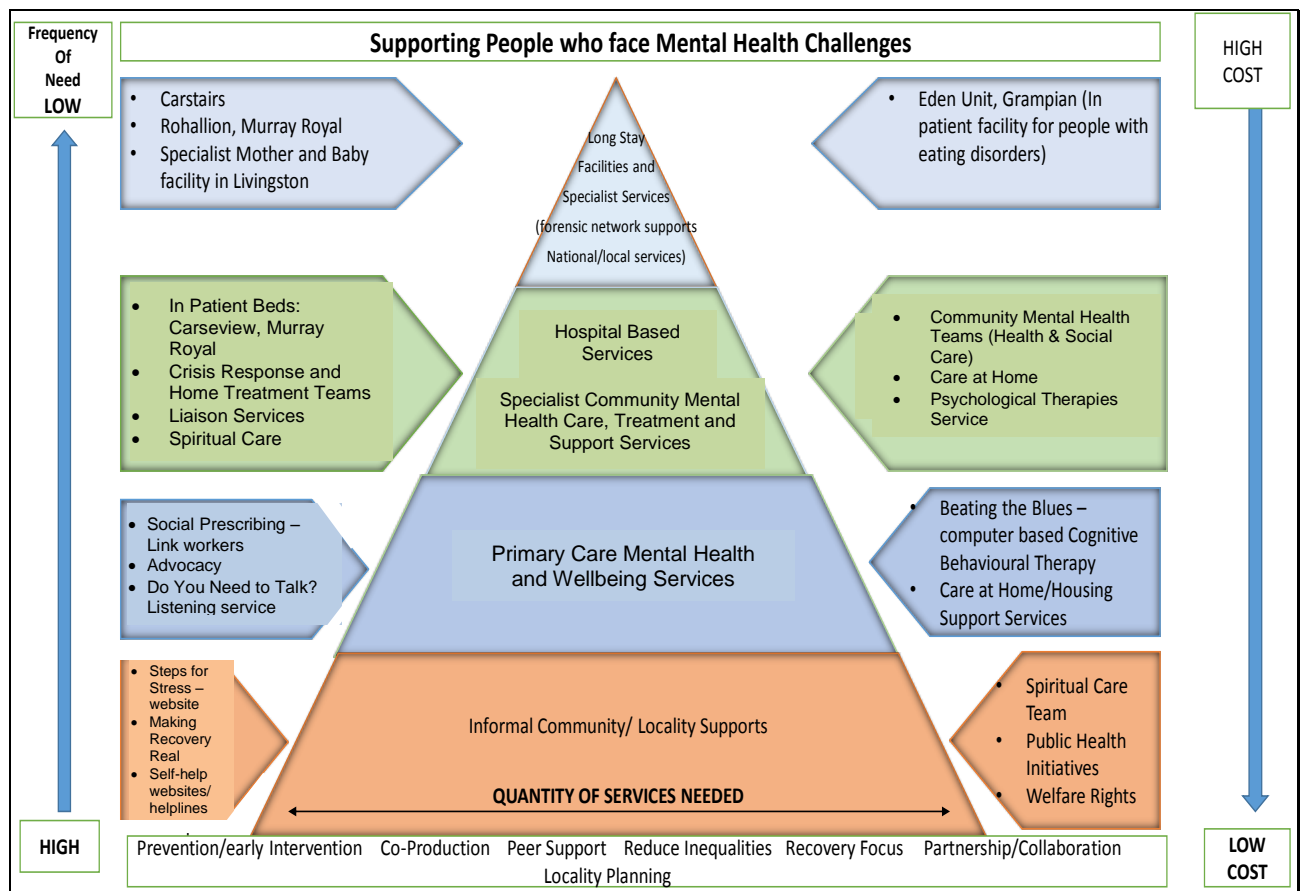 Frequency
Of
Need
LOW
Supporting People who face Mental Health Challenges
HIGH
COST
• Carstairs
• Rohallion, Murray Royal
• Specialist Mother and Baby
facility in Livingston
Long Stay
Facilities and
Specialist Services
(forensic network supports
National/local services)
• Eden Unit, Grampian (In
patient facility for people with
eating disorders)
• In Patient Beds:
Carseview, Murray
Royal
• Crisis Response and
Home Treatment Teams
• Liaison Services
• Spiritual Care
Hospital Based
Services
Specialist Community Mental
Health Care, Treatment and
Support Services
• Community Mental Health
Teams (Health & Social
Care)
• Care at Home
• Psychological Therapies
Service
• Social Prescribing –
Link workers
• Advocacy
• Do You Need to Talk?
Listening service
Primary Care Mental Health
and Wellbeing Services
• Beating the Blues –
computer based Cognitive
Behavioural Therapy
• Care at Home/Housing
Support Services
• Steps for
Stress –
website
• Making
Recovery
Real
• Self-help
websites/
helplines
Informal Community/ Locality Supports
QUANTITY OF SERVICES NEEDED
• Spiritual Care
Team
• Public Health
Initiatives
• Welfare Rights
HIGH
Prevention/early Intervention Co-Production Peer Support Reduce Inequalities Recovery Focus Partnership/Collaboration
Locality Planning
LOW
COST